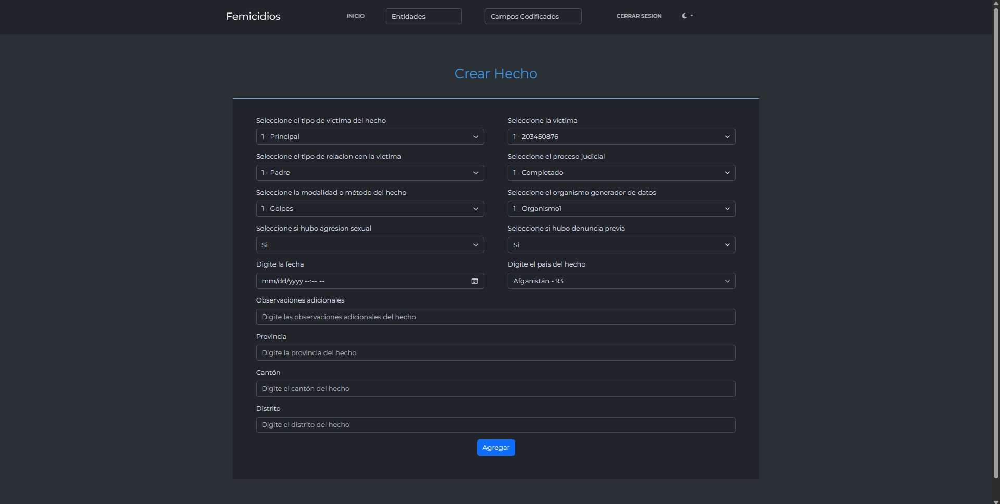 Femicidios
INICIO
Entidades
Campos Codificados
CERRAR SESION
Crear Hecho
Seleccione el tipo de victima del hecho
1 - Principal
Seleccione la victima
1 - 203450876
Seleccione el tipo de relacion con la victima
1 - Padre
Seleccione el proceso judicial
1 - Completado
Seleccione la modalidad o método del hecho
1 - Golpes
Seleccione el organismo generador de datos
1 - Organismo1
Seleccione si hubo agresion sexual
Si
Seleccione si hubo denuncia previa
Si
Digite la fecha
mm/dd/yyyy --:-- --
Digite el pais del hecho
Afganistán - 93
Observaciones adicionales
Digite las observaciones adicionales del hecho
Provincia
Digite la provincia del hecho
Cantón
Digite el cantón del hecho
Distrito
Digite el distrito del hecho
Agregar